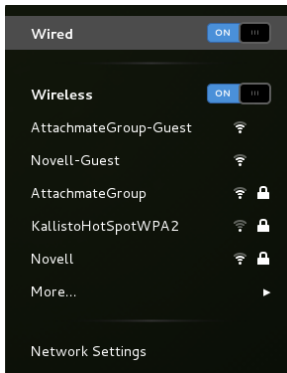 Wired ON
Wireless ON
AttachmateGroup-Guest
Novell-Guest
AttachmateGroup
KallistoHotSpotWPA2
Novell
More...
Network Settings